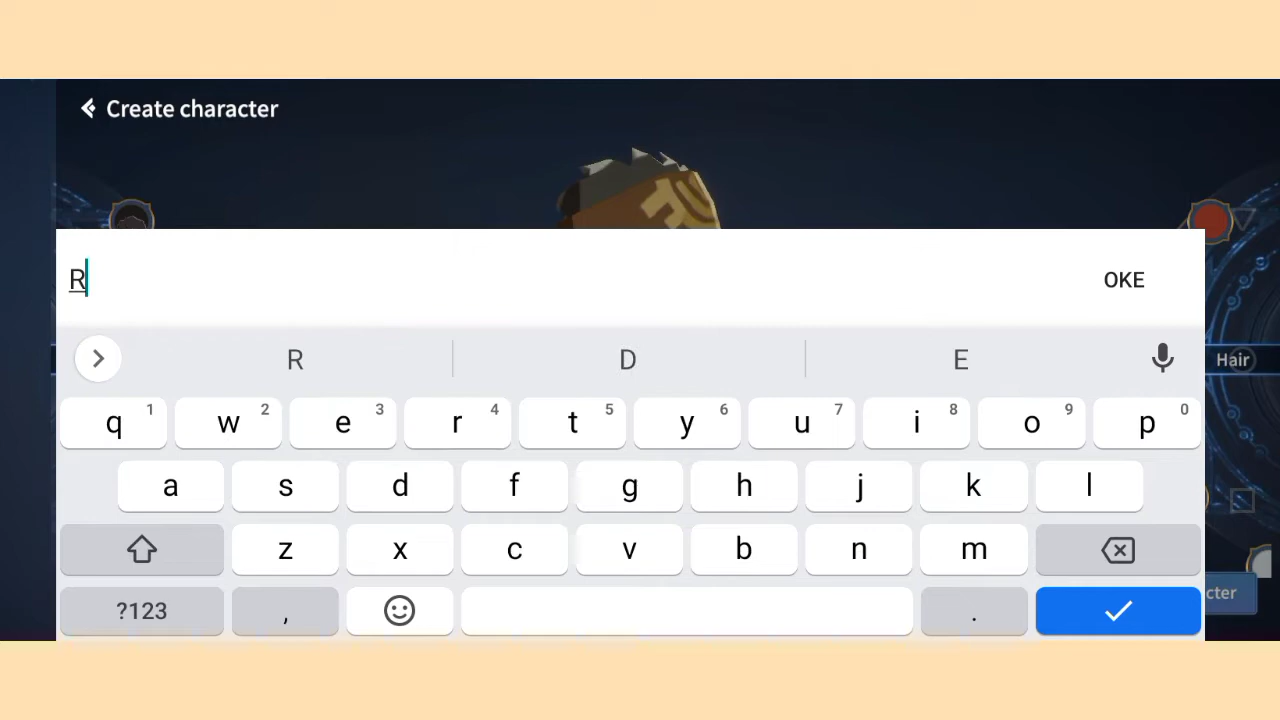 Create character
R
OKE
R D E
Hair
q 1 w 2 e 3 r 4 t 5 y 6 u 7 i 8 o 9 p 0
a s d f g h j k l
z x c v b n m
cter
?123 , .